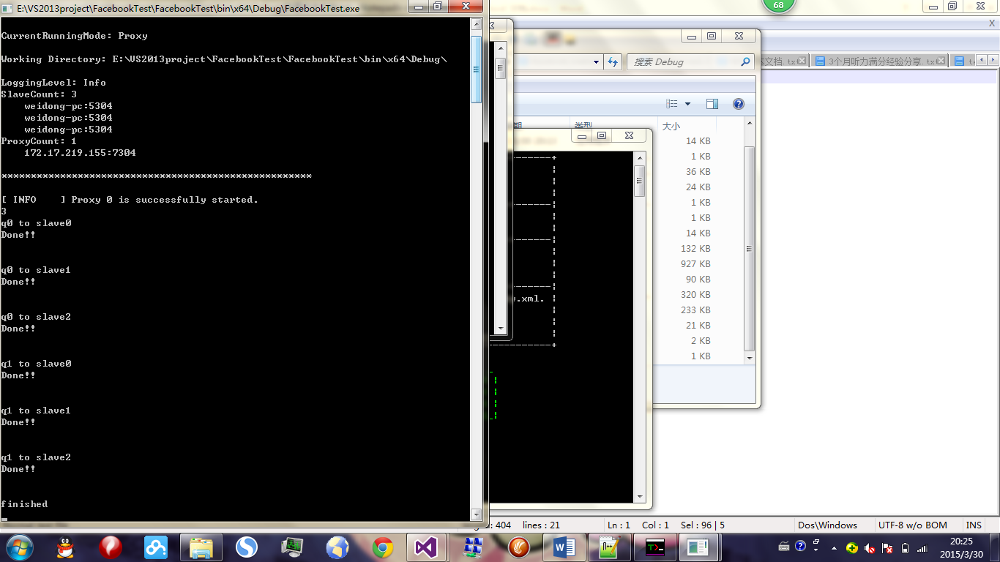 E:\VS2013project\FacebookTest\FacebookTest\bin\x64\Debug\FacebookTest.exe
CurrentRunningMode: Proxy
Working Directory: E:\VS2013project\FacebookTest\FacebookTest\bin\x64\Debug\
LoggingLevel: Info
SlaveCount: 3
weidong-pc:5304
weidong-pc:5304
weidong-pc:5304
ProxyCount: 1
172.17.219.155:7304
*****************************************************
[ INFO    ] Proxy 0 is successfully started.
3
q0 to slave0
Done!!
q0 to slave1
Done!!
q0 to slave2
Done!!
q1 to slave0
Done!!
q1 to slave1
Done!!
q1 to slave2
Done!!
finished
68
搜索 Debug
文档. txt
3个月听力满分经验分享. txt
期
类型
大小
14 KB
1 KB
36 KB
24 KB
1 KB
1 KB
14 KB
132 KB
927 KB
90 KB
320 KB
233 KB
21 KB
2 KB
1 KB
.xml.
404
lines : 21
Ln : 1
Col : 1
Sel : 96 | 5
Dos\Windows
UTF-8 w/o BOM
INS
20:25
2015/3/30